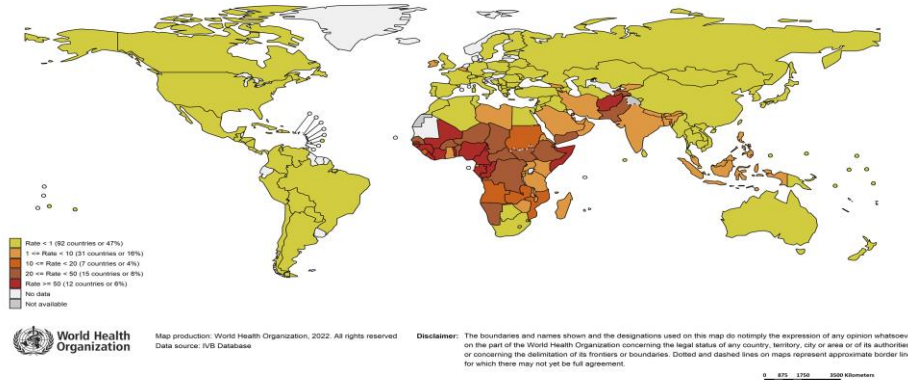 Rate < 1 (92 countries or 47%)
1 <= Rate < 10 (31 countries or 16%)
10 <= Rate < 20 (7 countries or 4%)
20 <= Rate < 50 (15 countries or 8%)
Rate >= 50 (12 countries or 6%)
No data
Not available
World Health
Organization
Map production: World Health Organization, 2022. All rights reserved
Data source: IVB Database
Disclaimer: The boundaries and names shown and the designations used on this map do notimply the expression of any opinion whatsoev
on the part of the World Health Organization concerning the legal status of any country, territory, city or area or of its authorities
or concerning the delimitation of its frontiers or boundaries. Dotted and dashed lines on maps represent approximate border lin
for which there may not yet be full agreement.
0 875 1750 3500 Kilometers